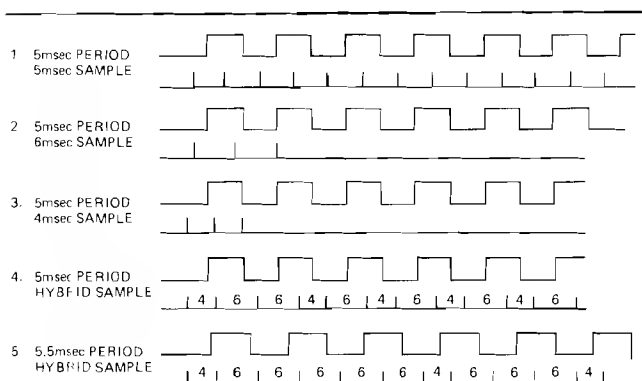 1 5msec PERIOD
5msec SAMPLE
2 5msec PERIOD
6msec SAMPLE
3. 5msec PERIOD
4msec SAMPLE
4. 5msec PERIOD
HYBRID SAMPLE
4 6 6 4 6 4 6 4 6 4 6
5 5.5msec PERIOD
HYBRID SAMPLE
4 6 6 6 4 6 6 6 6 6 4